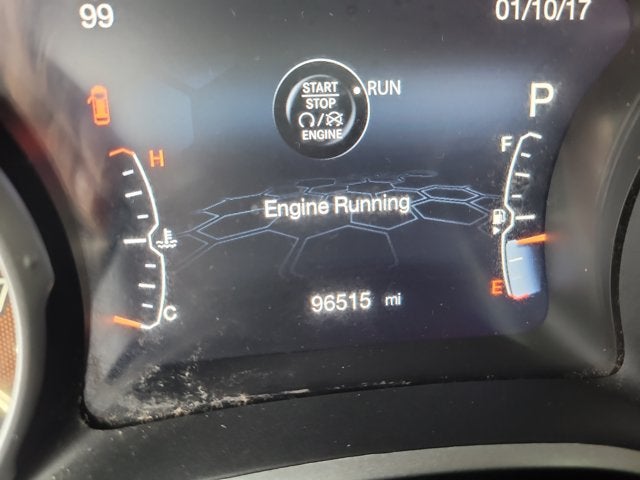 99
01/10/17
START
STOP
ENGINE
RUN
P
H
F
Engine Running
C
E
96515 mi